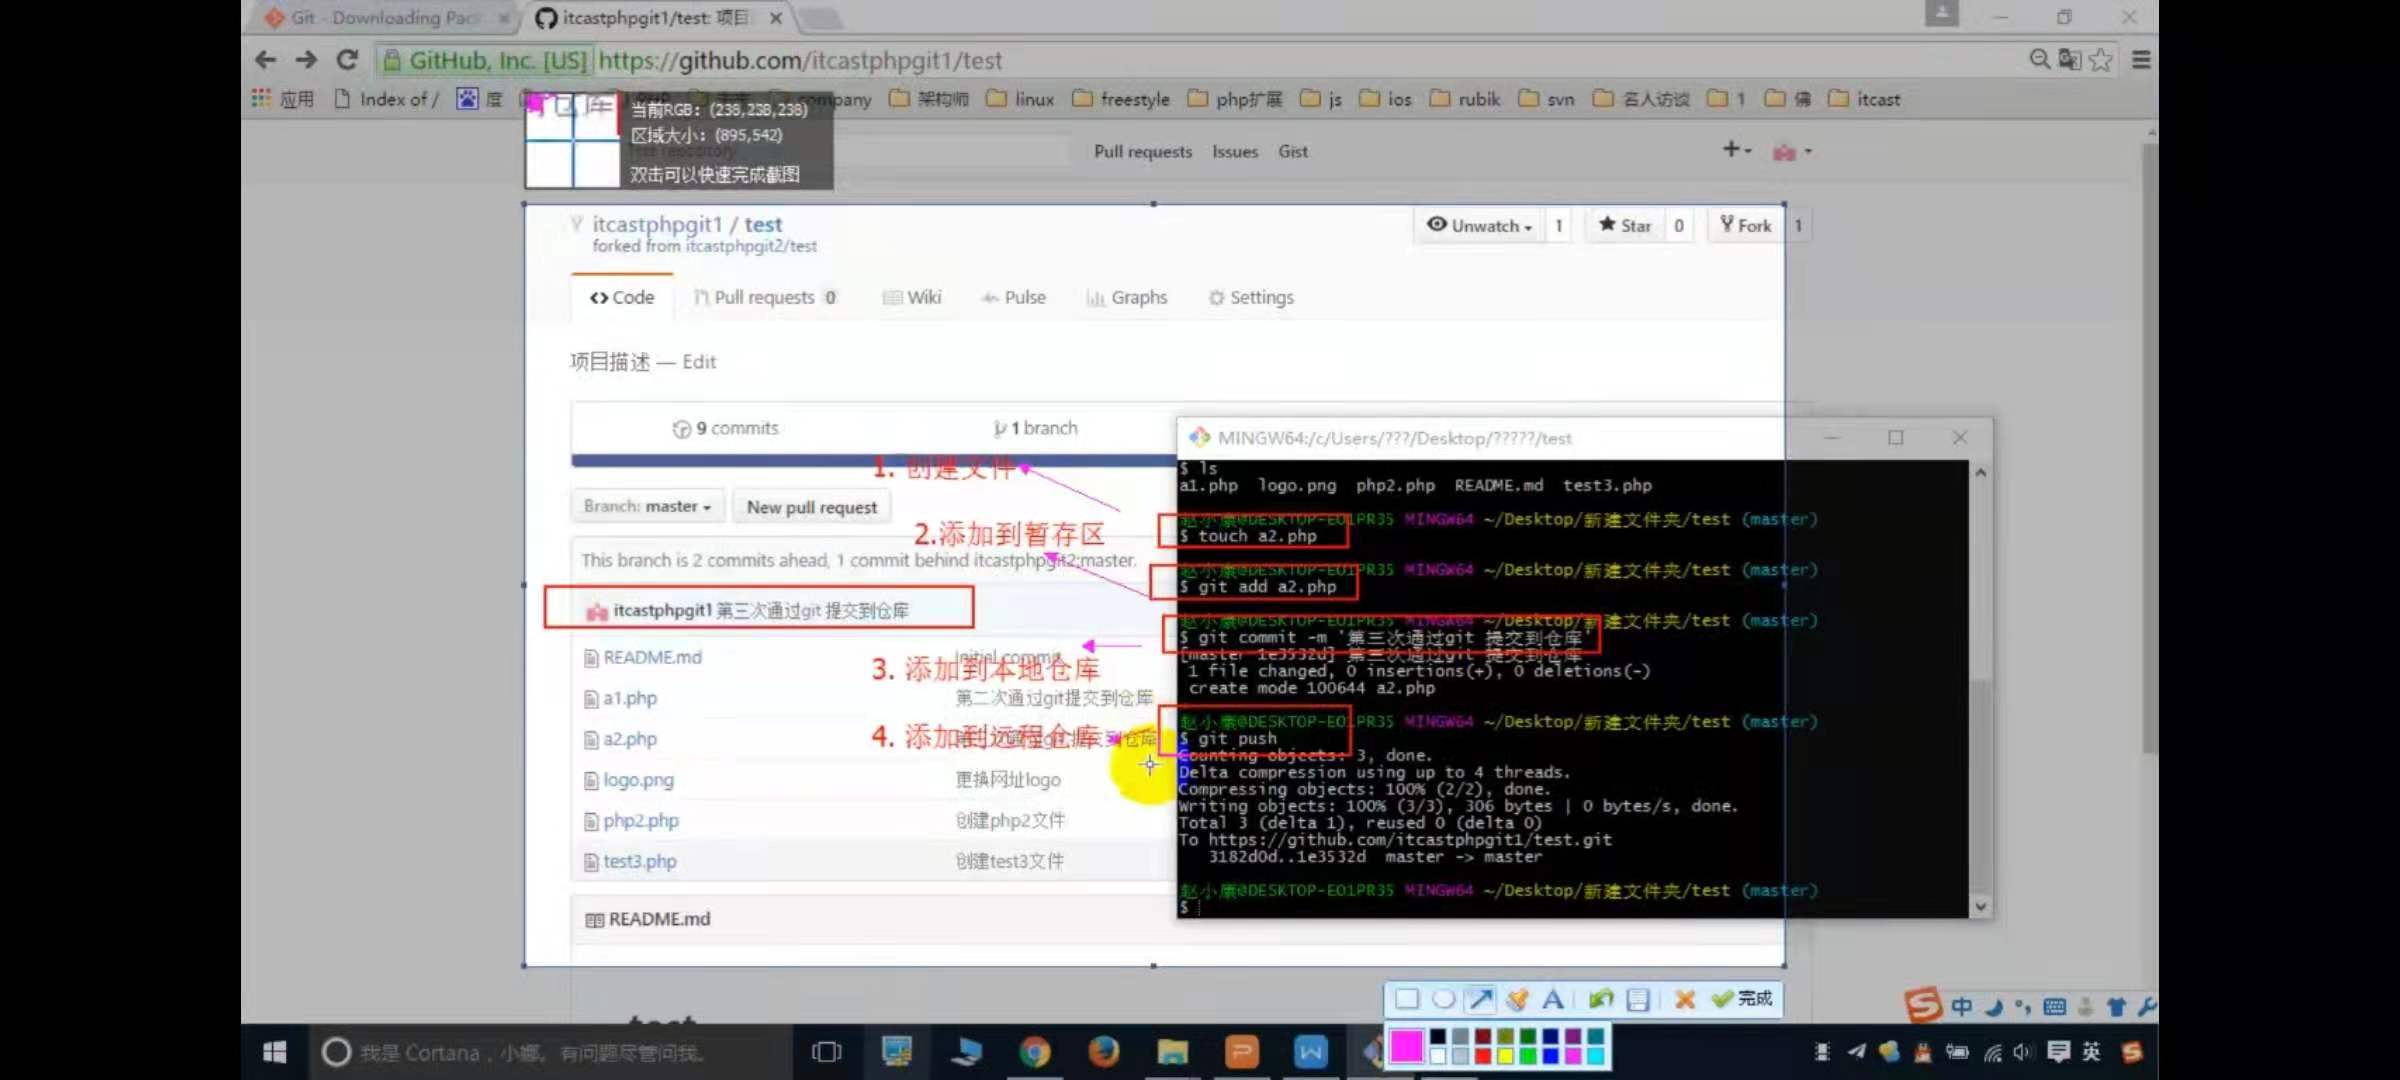 Git - Downloading Pac
itcastphpgit1/test: 项目
GitHub, Inc. [US] https://github.com/itcastphpgit1/test
应用 Index of / 度 company 架构师 linux freestyle php扩展 js ios rubik svn 名人访谈 1 佛 itcast
当前RGB：(238,238,238)
区域大小：(895,542)
双击可以快速完成截图
Pull requests Issues Gist
itcastphpgit1 / test
forked from itcastphpgit2/test
Unwatch 1 Star 0 Fork 1
Code Pull requests 0 Wiki Pulse Graphs Settings
项目描述 — Edit
9 commits 1 branch
1. 创建文件
Branch: master New pull request
2.添加到暂存区
This branch is 2 commits ahead, 1 commit behind itcastphpgit2:master.
itcastphpgit1 第三次通过git 提交到仓库
README.md Initial commit
3. 添加到本地仓库
a1.php 第二次通过git提交到仓库
a2.php
4. 添加到远程仓库
logo.png 更换网址logo
php2.php 创建php2文件
test3.php 创建test3文件
README.md
test
MINGW64:/c/Users/???/Desktop/?????/test
$ ls
a1.php logo.png php2.php README.md test3.php
赵小康@DESKTOP-EO1PR35 MINGW64 ~/Desktop/新建文件夹/test (master)
$ touch a2.php
赵小康@DESKTOP-EO1PR35 MINGW64 ~/Desktop/新建文件夹/test (master)
$ git add a2.php
赵小康@DESKTOP-EO1PR35 MINGW64 ~/Desktop/新建文件夹/test (master)
$ git commit -m '第三次通过git 提交到仓库'
[master 1e3532d] 第三次通过git 提交到仓库
1 file changed, 0 insertions(+), 0 deletions(-)
create mode 100644 a2.php
赵小康@DESKTOP-EO1PR35 MINGW64 ~/Desktop/新建文件夹/test (master)
$ git push
Counting objects: 3, done.
Delta compression using up to 4 threads.
Compressing objects: 100% (2/2), done.
Writing objects: 100% (3/3), 306 bytes | 0 bytes/s, done.
Total 3 (delta 1), reused 0 (delta 0)
To https://github.com/itcastphpgit1/test.git
3182d0d..1e3532d master -> master
赵小康@DESKTOP-EO1PR35 MINGW64 ~/Desktop/新建文件夹/test (master)
$
A 完成
中
我是 Cortana，小娜。有问题尽管问我。
英